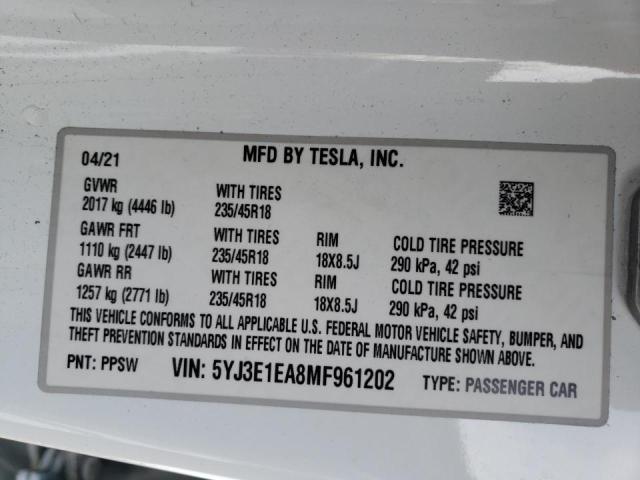 04/21 MFD BY TESLA, INC.
GVWR WITH TIRES
2017 kg (4446 lb) 235/45R18
GAWR FRT WITH TIRES RIM COLD TIRE PRESSURE
1110 kg (2447 lb) 235/45R18 18X8.5J 290 kPa, 42 psi
GAWR RR WITH TIRES RIM COLD TIRE PRESSURE
1257 kg (2771 lb) 235/45R18 18X8.5J 290 kPa, 42 psi
THIS VEHICLE CONFORMS TO ALL APPLICABLE U.S. FEDERAL MOTOR VEHICLE SAFETY, BUMPER, AND
THEFT PREVENTION STANDARDS IN EFFECT ON THE DATE OF MANUFACTURE SHOWN ABOVE.
PNT: PPSW VIN: 5YJ3E1EA8MF961202 TYPE: PASSENGER CAR